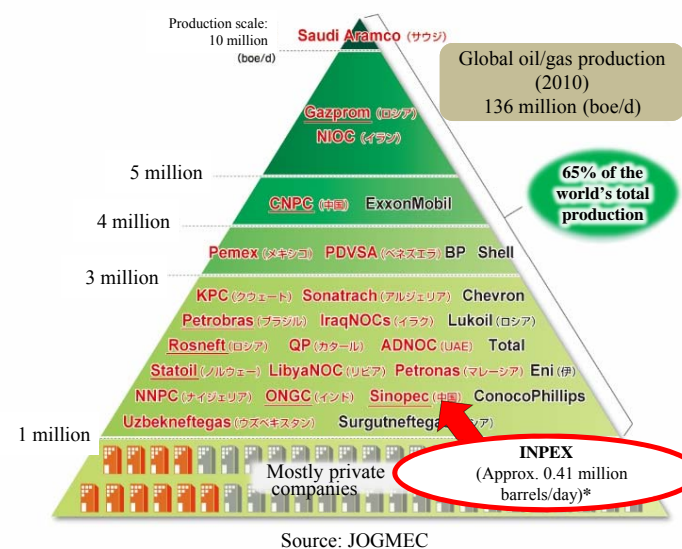 Production scale:
10 million
(boe/d)
Saudi Aramco (サウジ)
Global oil/gas production
(2010)
136 million (boe/d)
Gazprom (ロシア)
NIOC (イラン)
5 million
65% of the
world's total
production
CNPC (中国) ExxonMobil
4 million
Pemex (メキシコ) PDVSA (ベネズエラ) BP Shell
3 million
KPC (クウェート) Sonatrach (アルジェリア) Chevron
Petrobras (ブラジル) IraqNOCs (イラク) Lukoil (ロシア)
Rosneft (ロシア) QP (カタール) ADNOC (UAE) Total
Statoil (ノルウェー) LibyaNOC (リビア) Petronas (マレーシア) Eni (伊)
NNPC (ナイジェリア) ONGC (インド) Sinopec (中国) ConocoPhillips
Uzbekneftegas (ウズベキスタン) Surgutneftega シア)
1 million
Mostly private
companies
INPEX
(Approx. 0.41 million
barrels/day)*
Source: JOGMEC